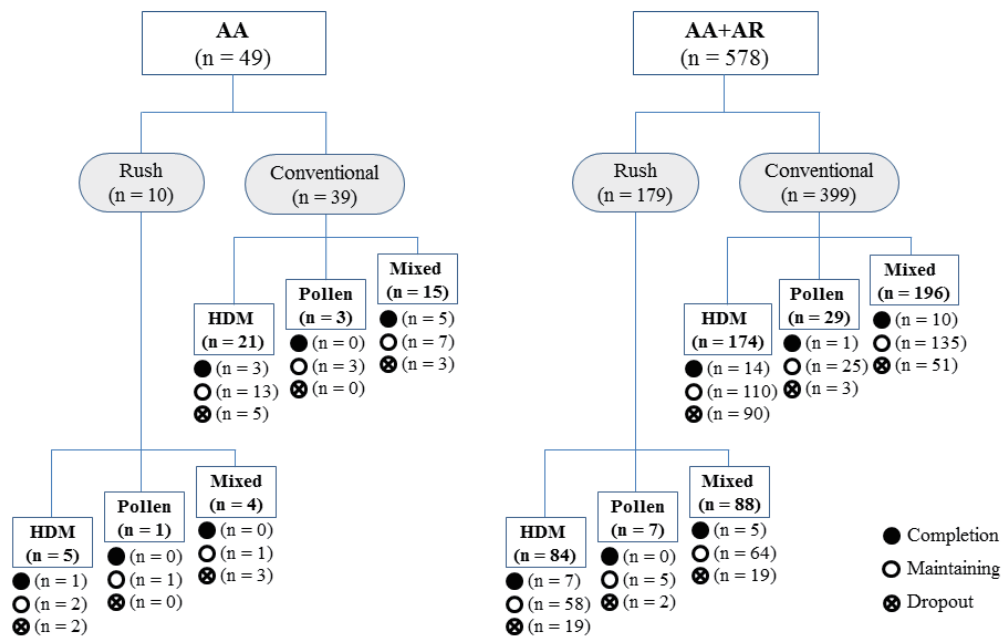 AA
(n = 49)
Rush
(n = 10)
Conventional
(n = 39)
HDM
(n = 21)
(n = 3)
(n = 13)
(n = 5)
Pollen
(n = 3)
(n = 0)
(n = 3)
(n = 0)
Mixed
(n = 15)
(n = 5)
(n = 7)
(n = 3)
HDM
(n = 5)
(n = 1)
(n = 2)
(n = 2)
Pollen
(n = 1)
(n = 0)
(n = 1)
(n = 0)
Mixed
(n = 4)
(n = 0)
(n = 1)
(n = 3)
AA+AR
(n = 578)
Rush
(n = 179)
Conventional
(n = 399)
HDM
(n = 174)
(n = 14)
(n = 110)
(n = 90)
Pollen
(n = 29)
(n = 1)
(n = 25)
(n = 3)
Mixed
(n = 196)
(n = 10)
(n = 135)
(n = 51)
HDM
(n = 84)
(n = 7)
(n = 58)
(n = 19)
Pollen
(n = 7)
(n = 0)
(n = 5)
(n = 2)
Mixed
(n = 88)
(n = 5)
(n = 64)
(n = 19)
Completion
Maintaining
Dropout